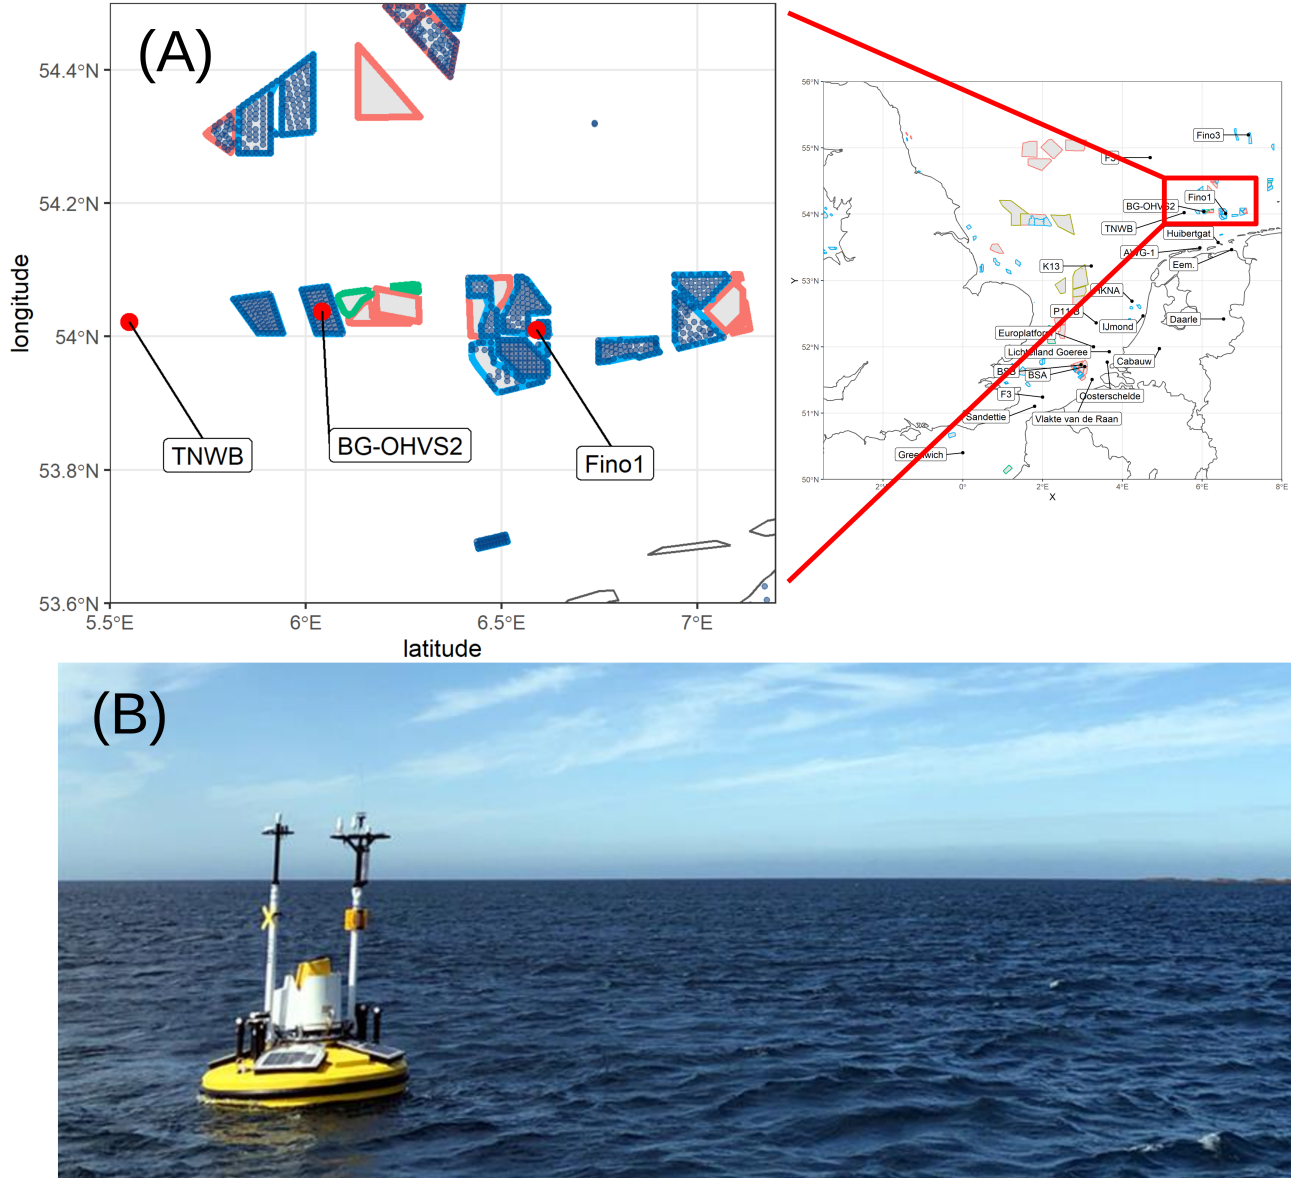 (A)
54.4°N
54.2°N
54°N
53.8°N
53.6°N
longitude
TNWB
BG-OHVS2
Fino1
5.5°E
6°E
6.5°E
7°E
latitude
56°N
55°N
54°N
53°N
52°N
51°N
50°N
Y
Fino3
F3
Fino1
BG-OHVS2
TNWB
Huibertgat
AWG-1
Eem.
K13
P11-B
IJmond
Daarle
Europlatform
Lichteiland Goeree
Cabauw
BSB
BSA
F3
Oosterschelde
Sandettie
Vlakte van de Raan
Greenwich
0°
2°E
4°E
6°E
8°E
X
(B)